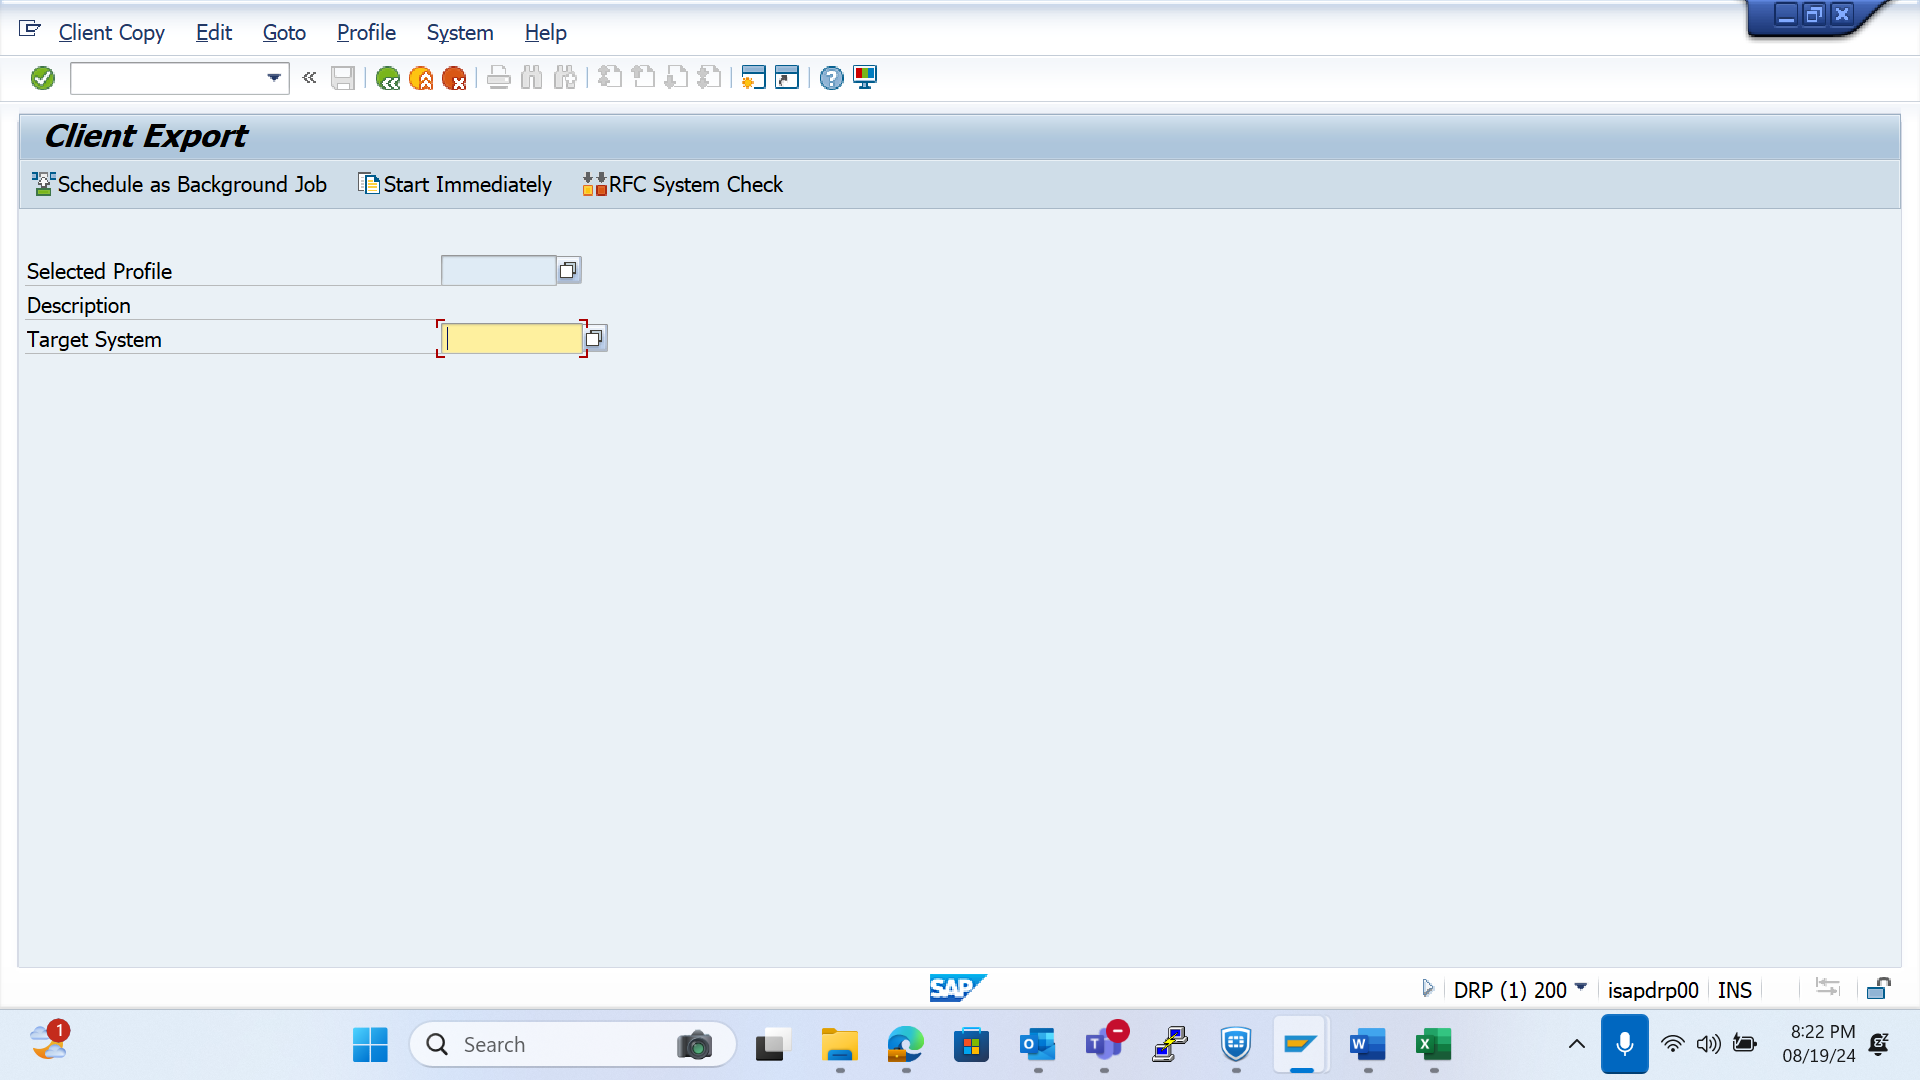 Client Copy Edit Goto Profile System Help
Client Export
Schedule as Background Job Start Immediately RFC System Check
Selected Profile
Description
Target System
SAP
DRP (1) 200 isapdrp00 INS
1
Search
8:22 PM
08/19/24